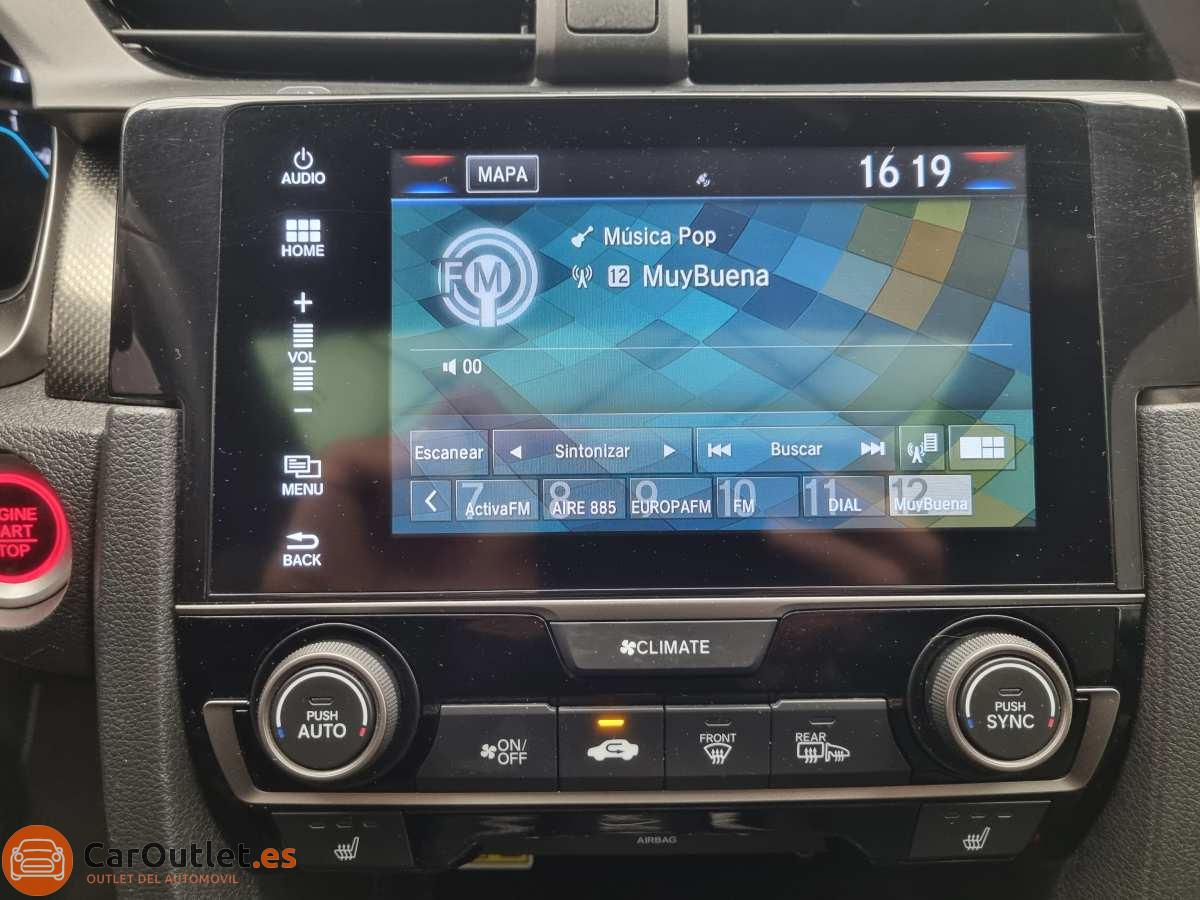 AUDIO
HOME
VOL
MENU
BACK
MAPA
16 19
FM
Música Pop
12 MuyBuena
00
Escanear
Sintonizar
Buscar
7 ActivaFM
8 AIRE 885
9 EUROPAFM
10 FM
11 DIAL
12 MuyBuena
START
STOP
CLIMATE
PUSH
AUTO
ON/
OFF
FRONT
REAR
PUSH
SYNC
AIRBAG
CarOutlet.es
OUTLET DEL AUTOMOVIL